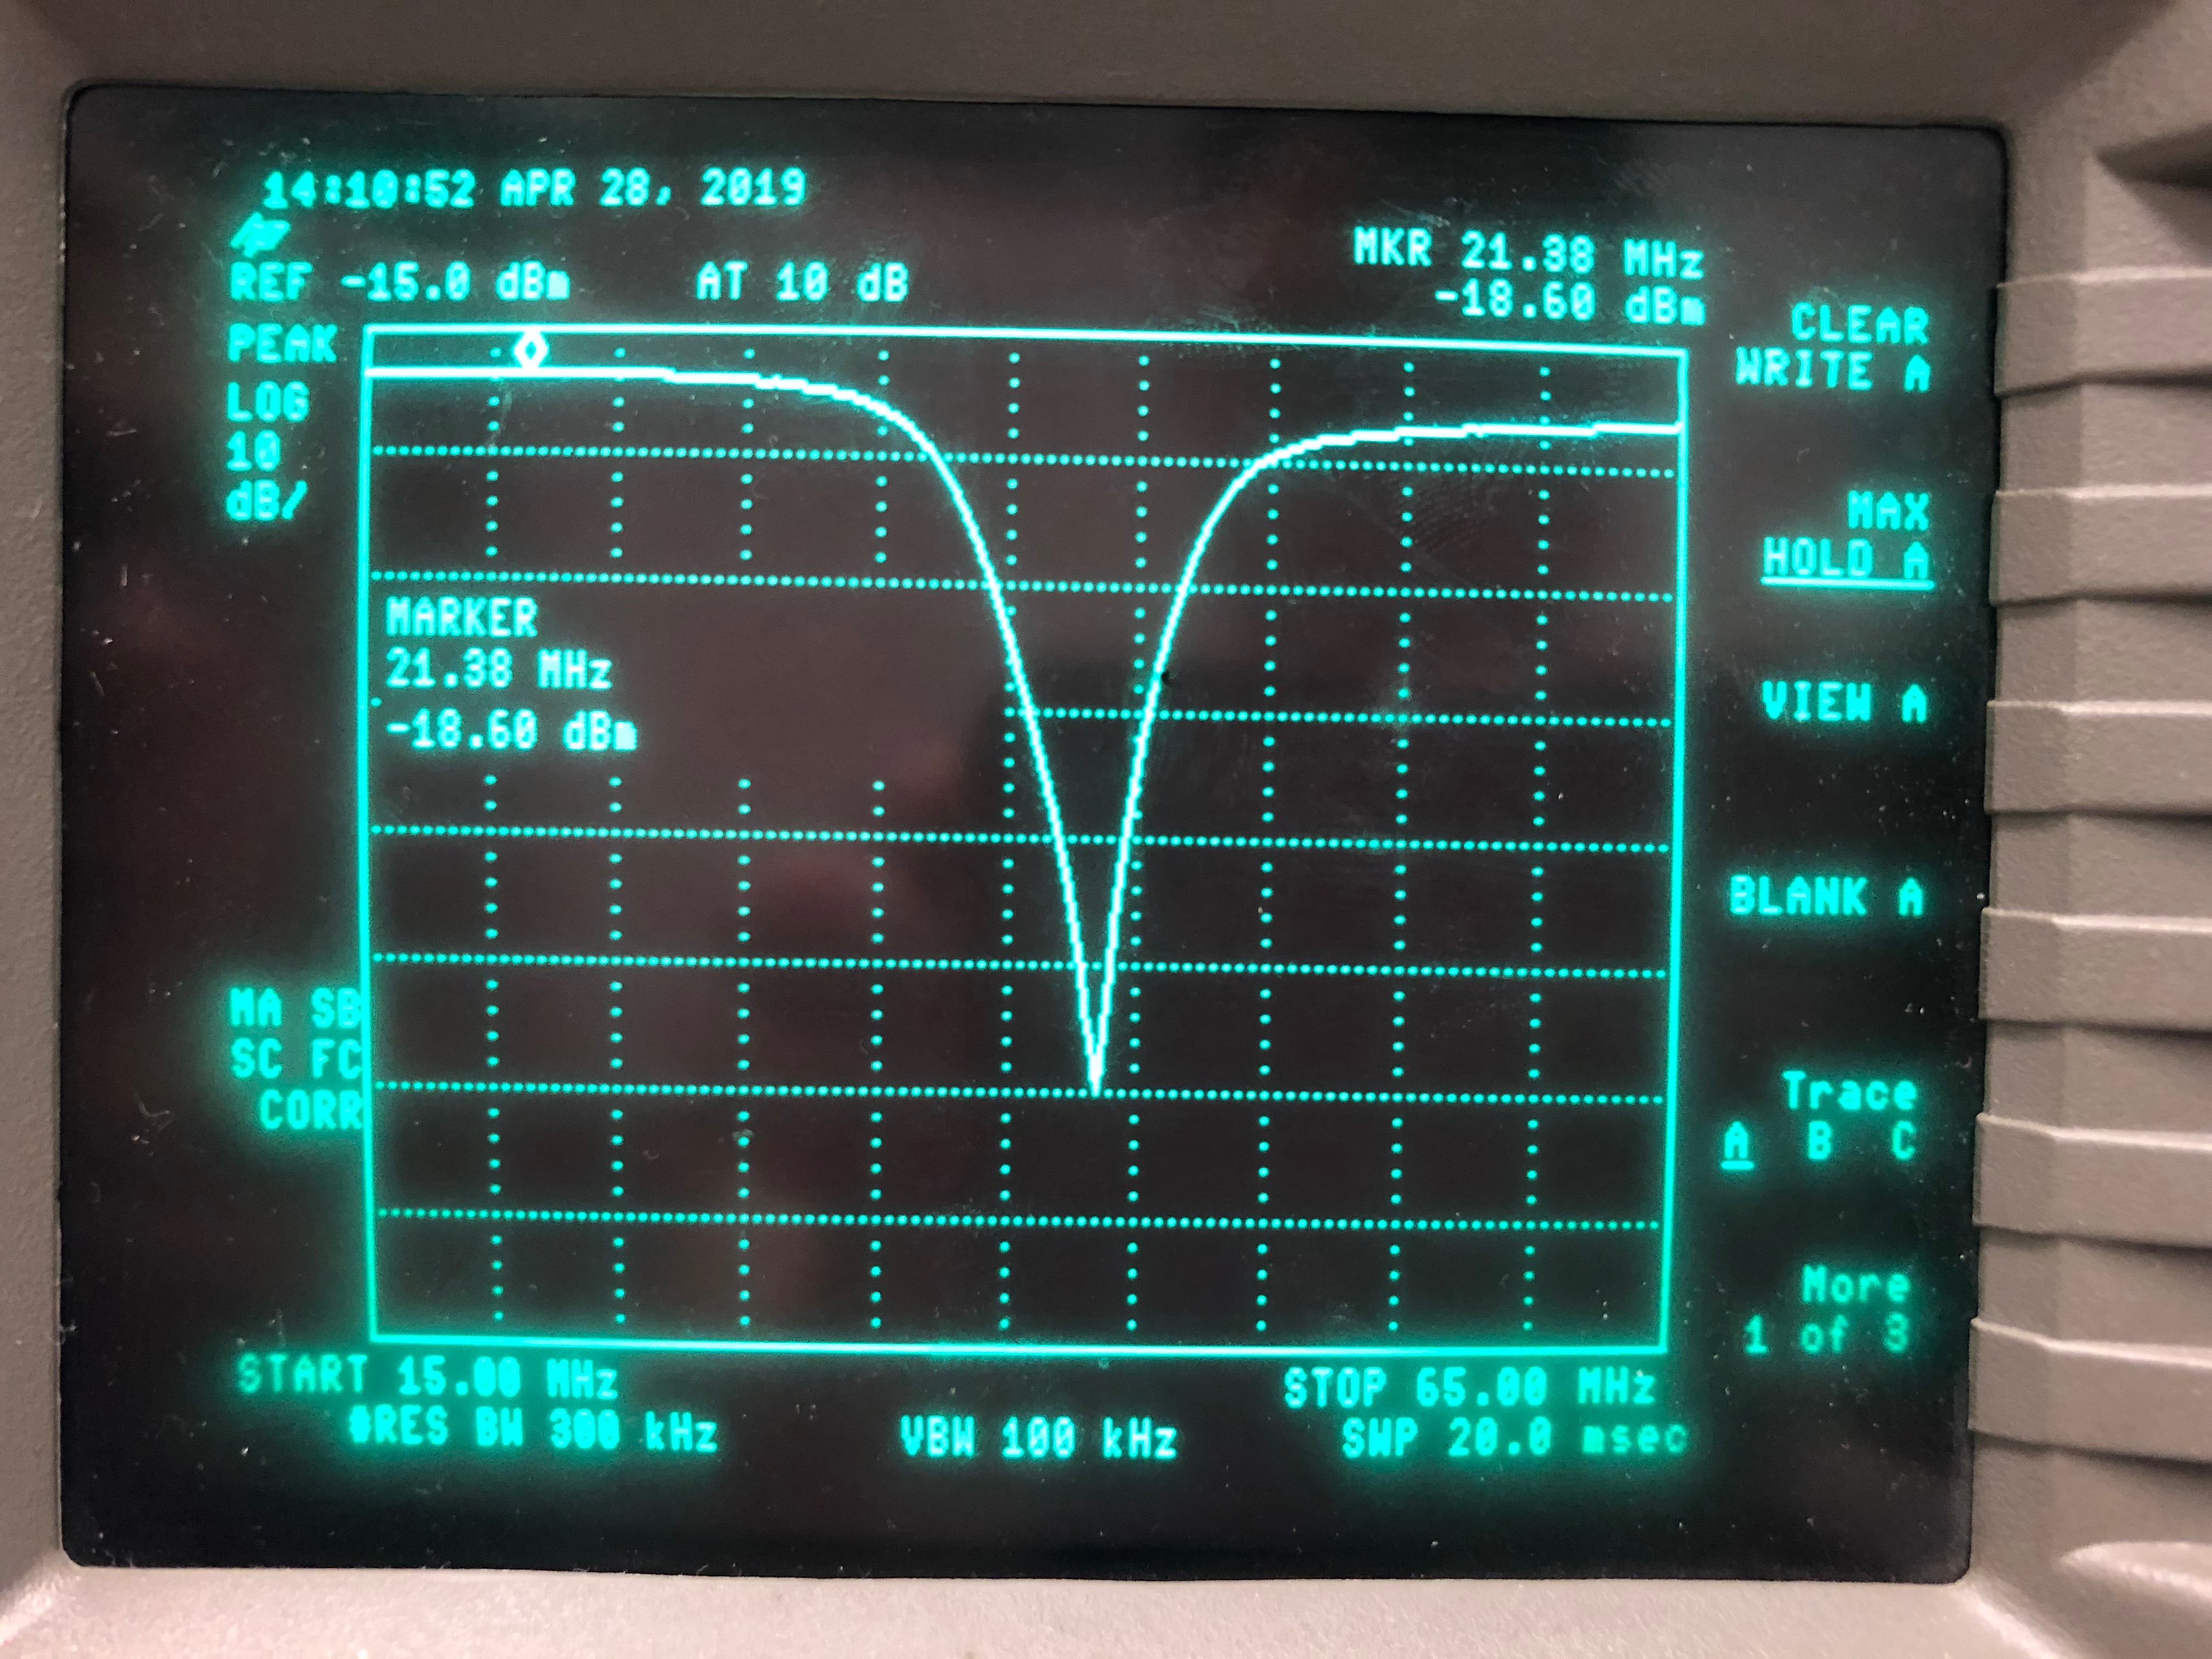 14:10:52 APR 28, 2019
hp
REF -15.0 dBm AT 10 dB
MKR 21.38 MHz
-18.60 dBm
PEAK
LOG
10
dB/
MARKER
21.38 MHz
-18.60 dBm
MA SB
SC FC
CORR
START 15.00 MHz STOP 65.00 MHz
#RES BW 300 kHz VBW 100 kHz SWP 20.0 msec
CLEAR
WRITE A
MAX
HOLD A
VIEW A
BLANK A
Trace
A B C
More
1 of 3